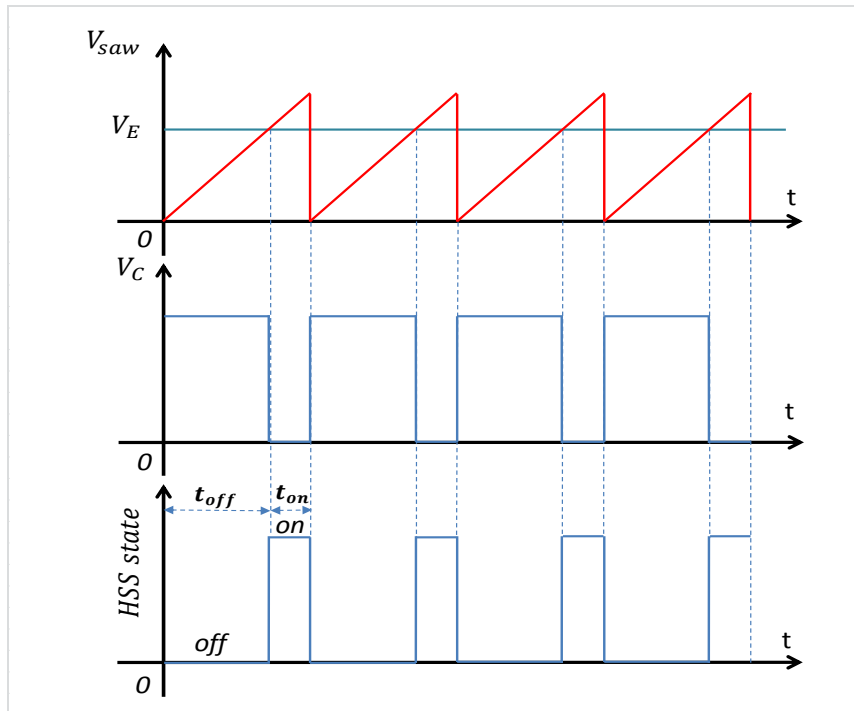 V_saw
V_E
t
0
V_C
t
0
t_off t_on
on
HSS state
off
t
0